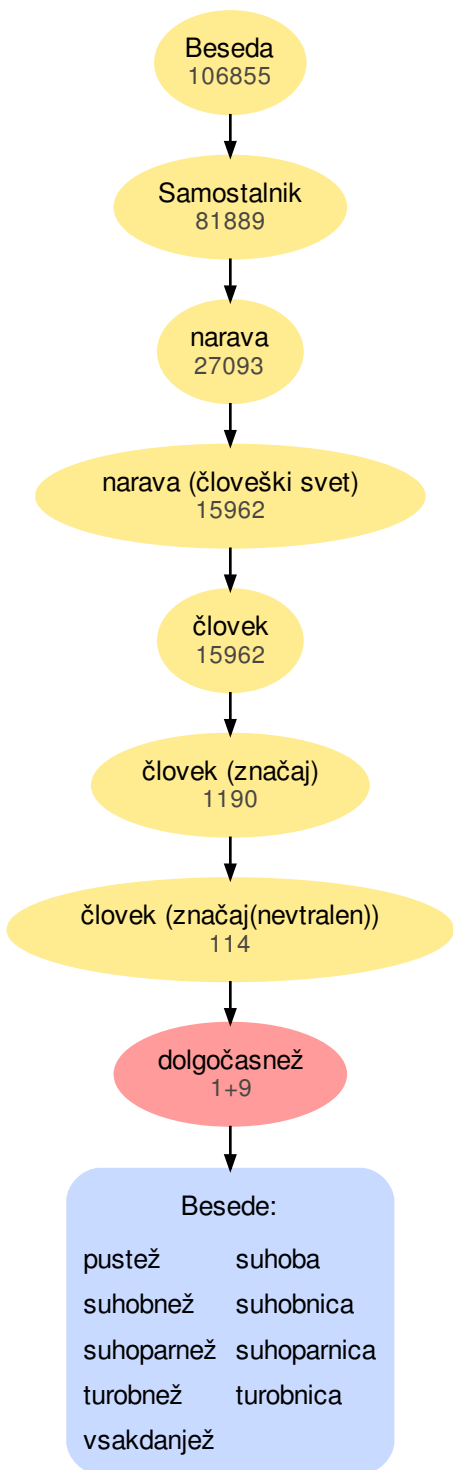 Beseda
106855
Samostalnik
81889
narava
27093
narava (človeški svet)
15962
človek
15962
človek (značaj)
1190
človek (značaj(nevtralen))
114
dolgočasnež
1+9
Besede:
pustež suhoba
suhobnež suhobnica
suhoparnež suhoparnica
turobnež turobnica
vsakdanjež